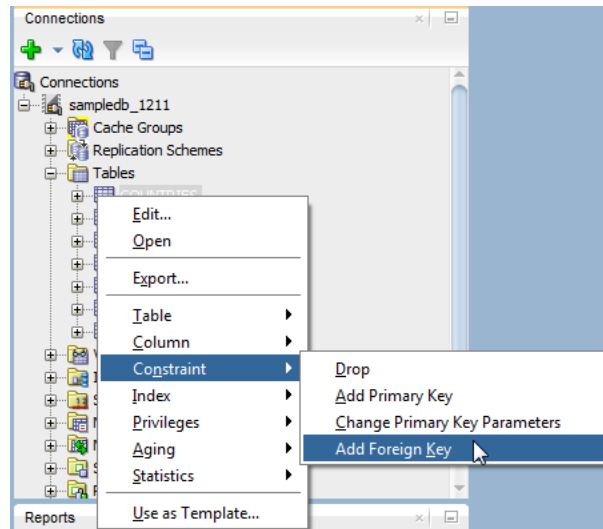 Connections
Connections
sampledb_1211
Cache Groups
Replication Schemes
Tables
COUNTRIES
Edit...
Open
Export...
Table
Column
Constraint
Index
Privileges
Aging
Statistics
Use as Template...
Drop
Add Primary Key
Change Primary Key Parameters
Add Foreign Key
Reports